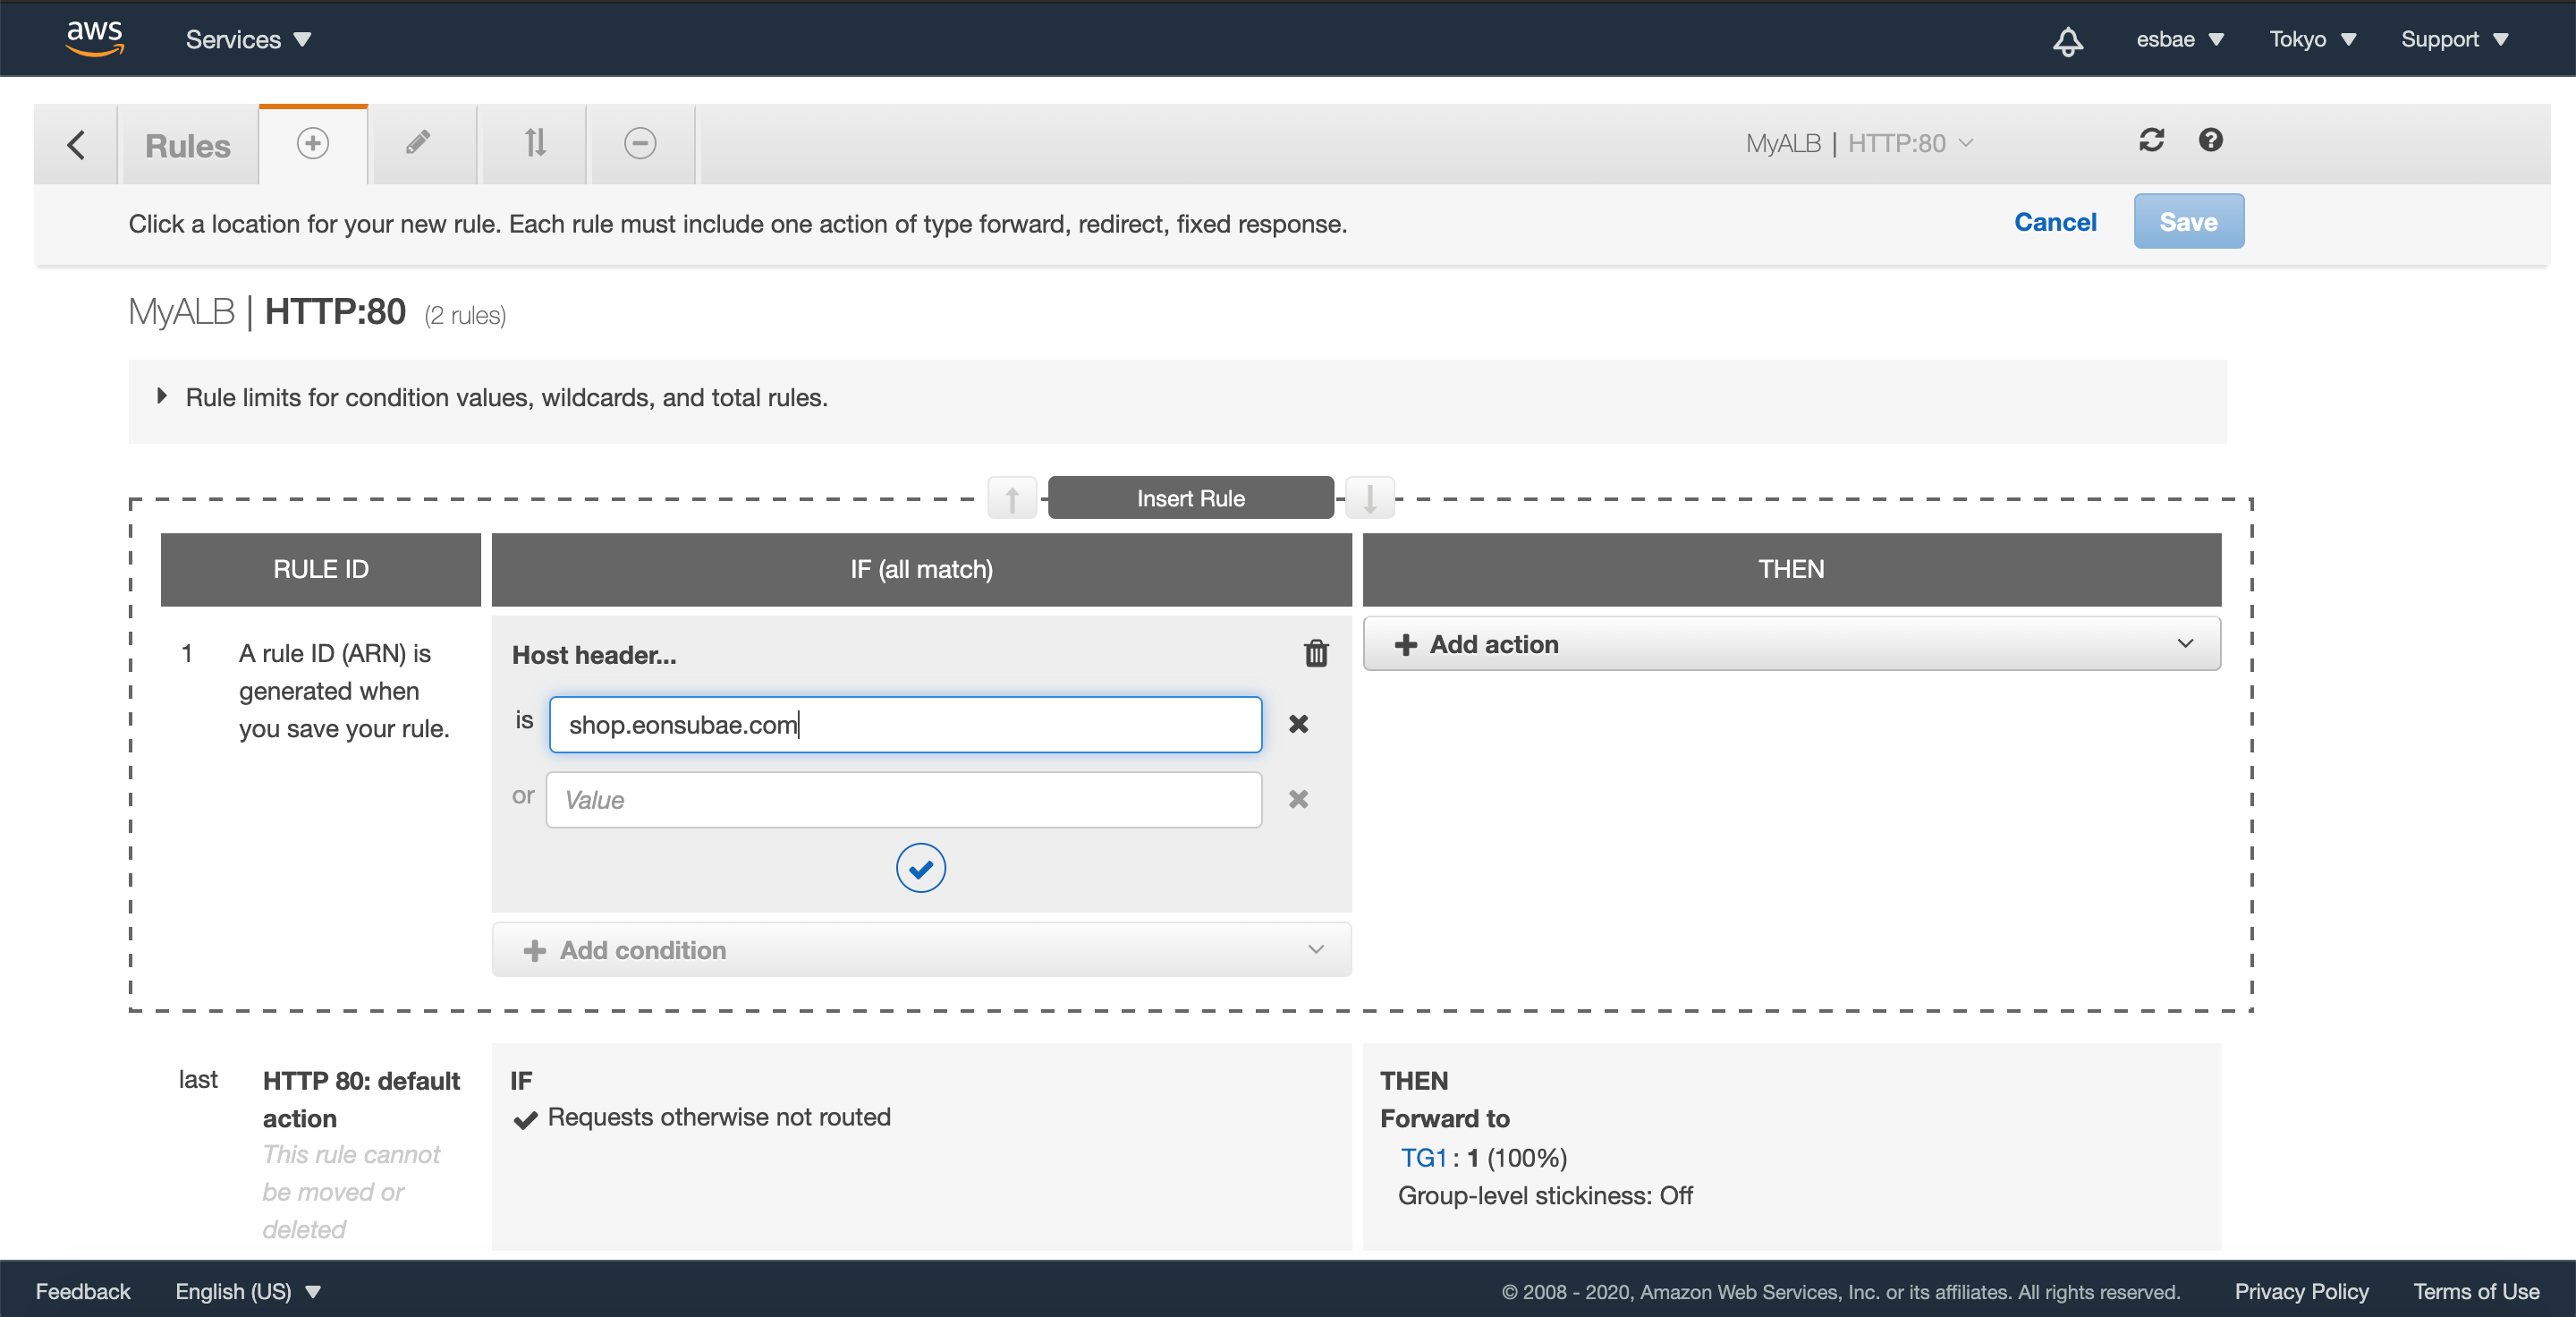 aws
Services
esbae
Tokyo
Support
Rules
MyALB | HTTP:80
Click a location for your new rule. Each rule must include one action of type forward, redirect, fixed response.
Cancel
Save
MyALB | HTTP:80 (2 rules)
Rule limits for condition values, wildcards, and total rules.
Insert Rule
RULE ID
IF (all match)
THEN
1
A rule ID (ARN) is
generated when
you save your rule.
Host header...
is
shop.eonsubae.com
or
Value
Add condition
Add action
last
HTTP 80: default
action
This rule cannot
be moved or
deleted
IF
Requests otherwise not routed
THEN
Forward to
TG1 : 1 (100%)
Group-level stickiness: Off
Feedback
English (US)
© 2008 - 2020, Amazon Web Services, Inc. or its affiliates. All rights reserved.
Privacy Policy
Terms of Use